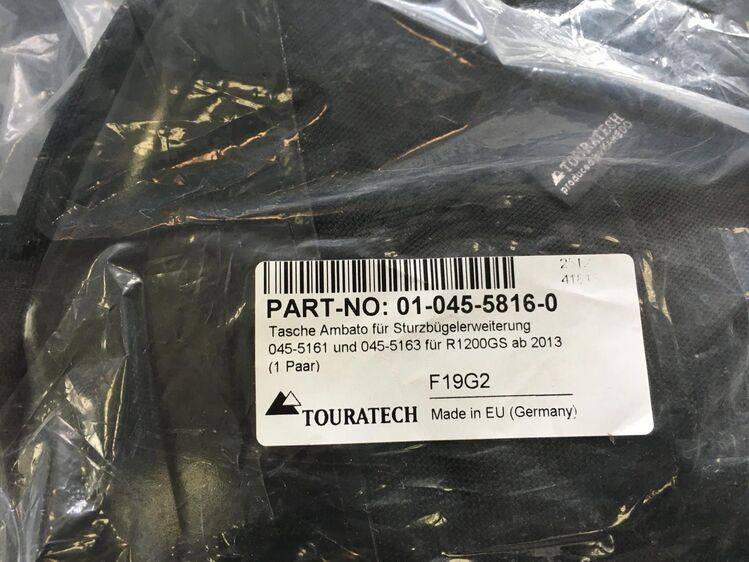 TOURATECH
PART-NO: 01-045-5816-0
Tasche Ambato für Sturzbügelerweiterung
045-5161 und 045-5163 für R1200GS ab 2013
(1 Paar)
F19G2
TOURATECH
Made in EU (Germany)